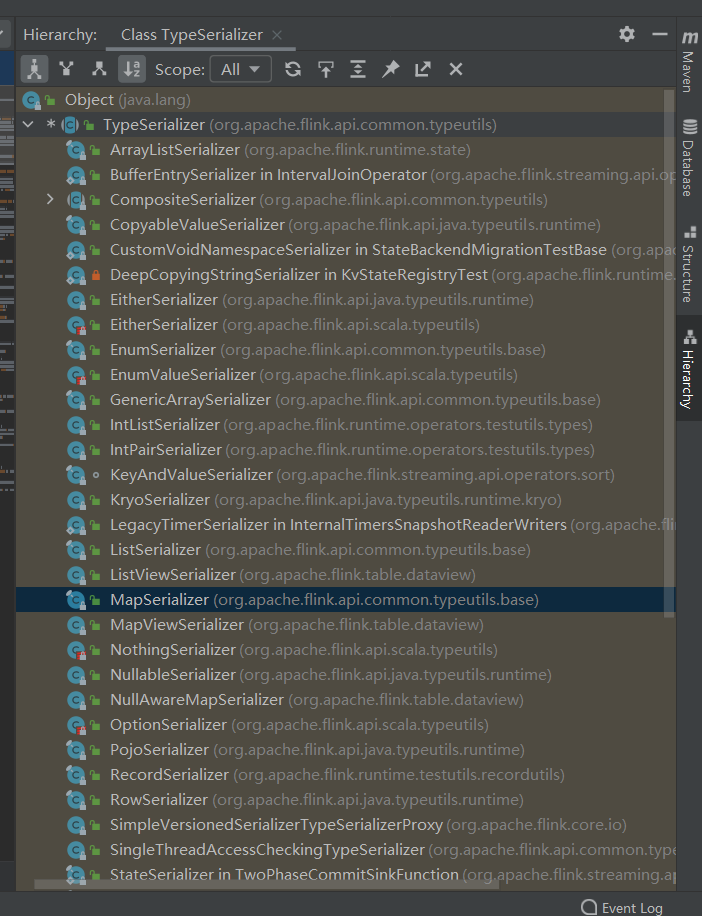 Hierarchy: Class TypeSerializer
Scope: All
Object (java.lang)
* TypeSerializer (org.apache.flink.api.common.typeutils)
ArrayListSerializer (org.apache.flink.runtime.state)
BufferEntrySerializer in IntervalJoinOperator (org.apache.flink.streaming.api.op
CompositeSerializer (org.apache.flink.api.common.typeutils)
CopyableValueSerializer (org.apache.flink.api.java.typeutils.runtime)
CustomVoidNamespaceSerializer in StateBackendMigrationTestBase (org.apac
DeepCopyingStringSerializer in KvStateRegistryTest (org.apache.flink.runtime.
EitherSerializer (org.apache.flink.api.java.typeutils.runtime)
EitherSerializer (org.apache.flink.api.scala.typeutils)
EnumSerializer (org.apache.flink.api.common.typeutils.base)
EnumValueSerializer (org.apache.flink.api.scala.typeutils)
GenericArraySerializer (org.apache.flink.api.common.typeutils.base)
IntListSerializer (org.apache.flink.runtime.operators.testutils.types)
IntPairSerializer (org.apache.flink.runtime.operators.testutils.types)
KeyAndValueSerializer (org.apache.flink.streaming.api.operators.sort)
KryoSerializer (org.apache.flink.api.java.typeutils.runtime.kryo)
LegacyTimerSerializer in InternalTimersSnapshotReaderWriters (org.apache.fli
ListSerializer (org.apache.flink.api.common.typeutils.base)
ListViewSerializer (org.apache.flink.table.dataview)
MapSerializer (org.apache.flink.api.common.typeutils.base)
MapViewSerializer (org.apache.flink.table.dataview)
NothingSerializer (org.apache.flink.api.scala.typeutils)
NullableSerializer (org.apache.flink.api.java.typeutils.runtime)
NullAwareMapSerializer (org.apache.flink.table.dataview)
OptionSerializer (org.apache.flink.api.scala.typeutils)
PojoSerializer (org.apache.flink.api.java.typeutils.runtime)
RecordSerializer (org.apache.flink.runtime.testutils.recordutils)
RowSerializer (org.apache.flink.api.java.typeutils.runtime)
SimpleVersionedSerializerTypeSerializerProxy (org.apache.flink.core.io)
SingleThreadAccessCheckingTypeSerializer (org.apache.flink.api.common.type
StateSerializer in TwoPhaseCommitSinkFunction (org.apache.flink.streaming.a
m Maven
Database
Structure
Hierarchy
Event Log